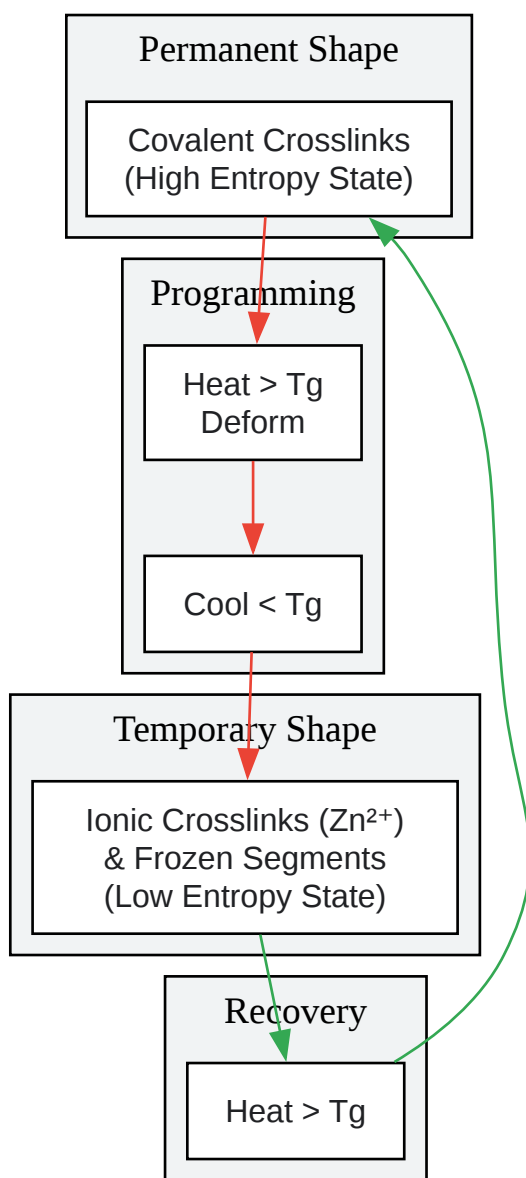 Permanent Shape
Covalent Crosslinks
(High Entropy State)
Programming
Heat > Tg
Deform
Cool < Tg
Temporary Shape
Ionic Crosslinks (Zn²⁺)
& Frozen Segments
(Low Entropy State)
Recovery
Heat > Tg